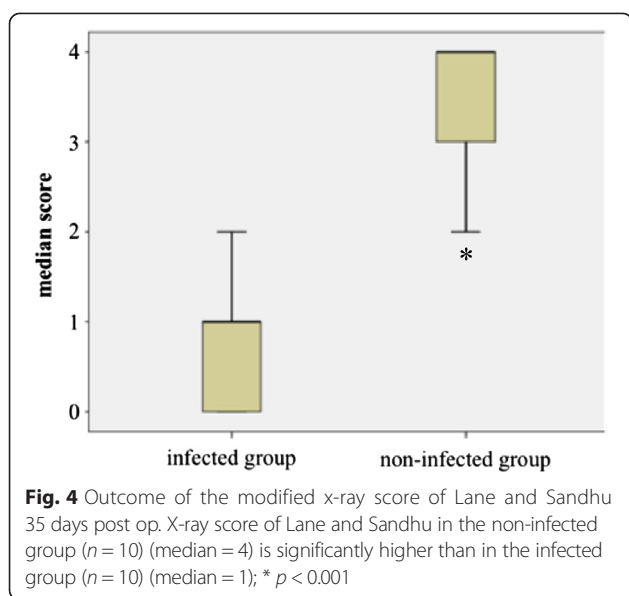 4
3
2
1
0
median score
*
infected group non-infected group
Fig. 4 Outcome of the modified x-ray score of Lane and Sandhu
35 days post op. X-ray score of Lane and Sandhu in the non-infected
group (n = 10) (median = 4) is significantly higher than in the infected
group (n = 10) (median = 1); * p < 0.001